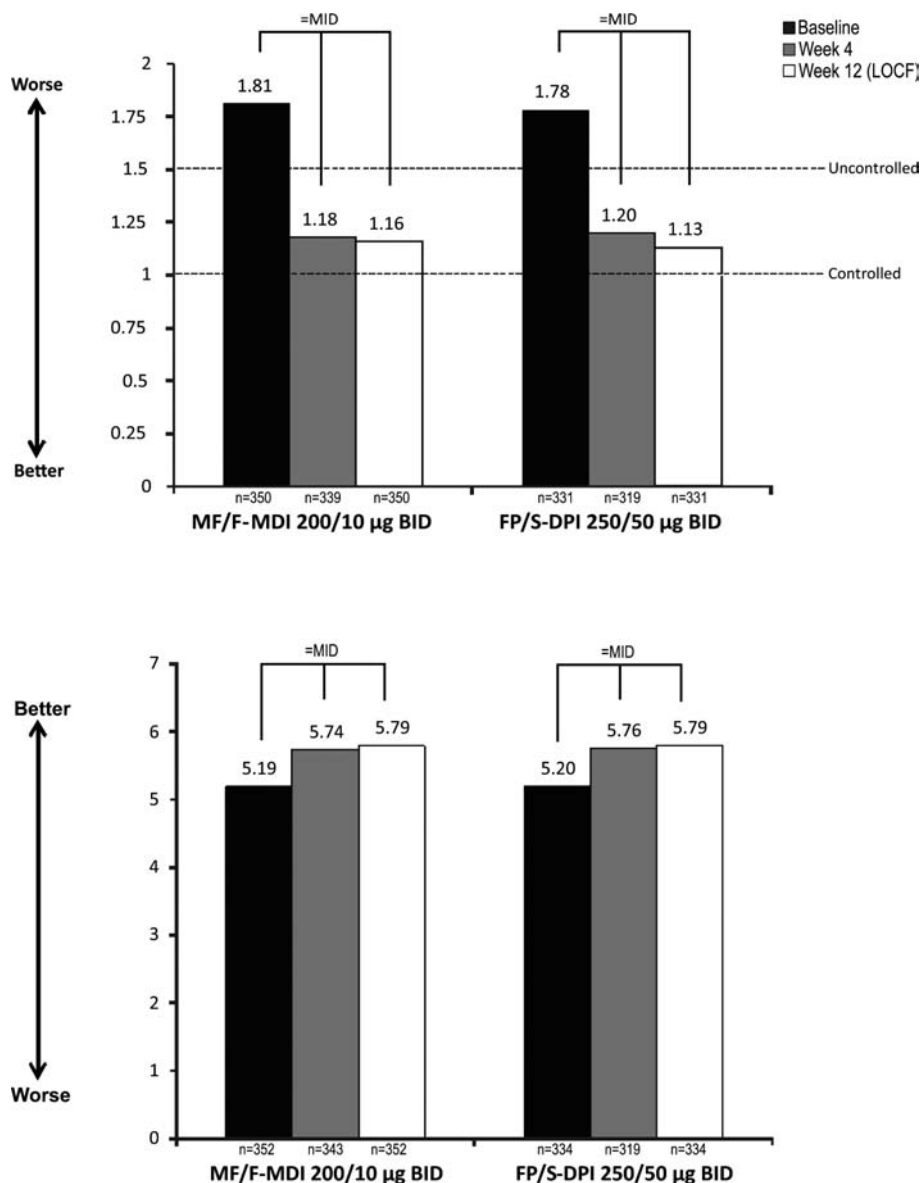 =MID
=MID
Baseline
Week 4
Week 12 (LOCF)
Worse
Better
2
1.75
1.5
1.25
1
0.75
0.5
0.25
0
1.81
1.18
1.16
1.78
1.20
1.13
Uncontrolled
Controlled
n=350 n=339 n=350
n=331 n=319 n=331
MF/F-MDI 200/10 µg BID
FP/S-DPI 250/50 µg BID
=MID
=MID
Better
Worse
7
6
5
4
3
2
1
0
5.19
5.74
5.79
5.20
5.76
5.79
n=352 n=343 n=352
n=334 n=319 n=334
MF/F-MDI 200/10 µg BID
FP/S-DPI 250/50 µg BID